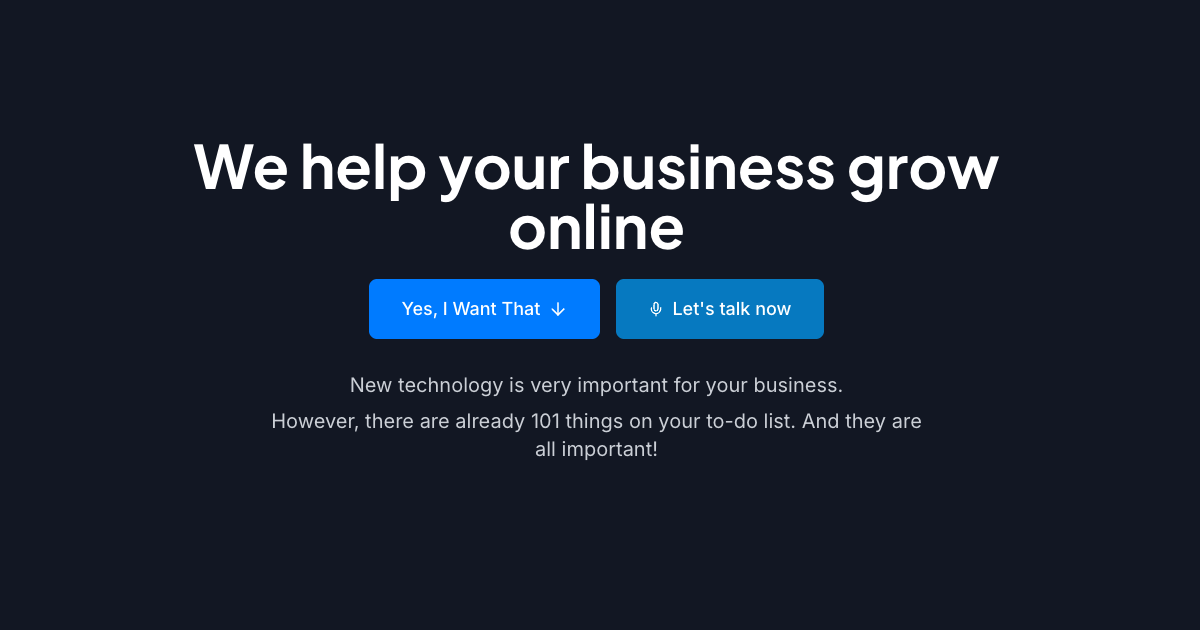 We help your business grow
online
Yes, I Want That
Let's talk now
New technology is very important for your business.
However, there are already 101 things on your to-do list. And they are
all important!